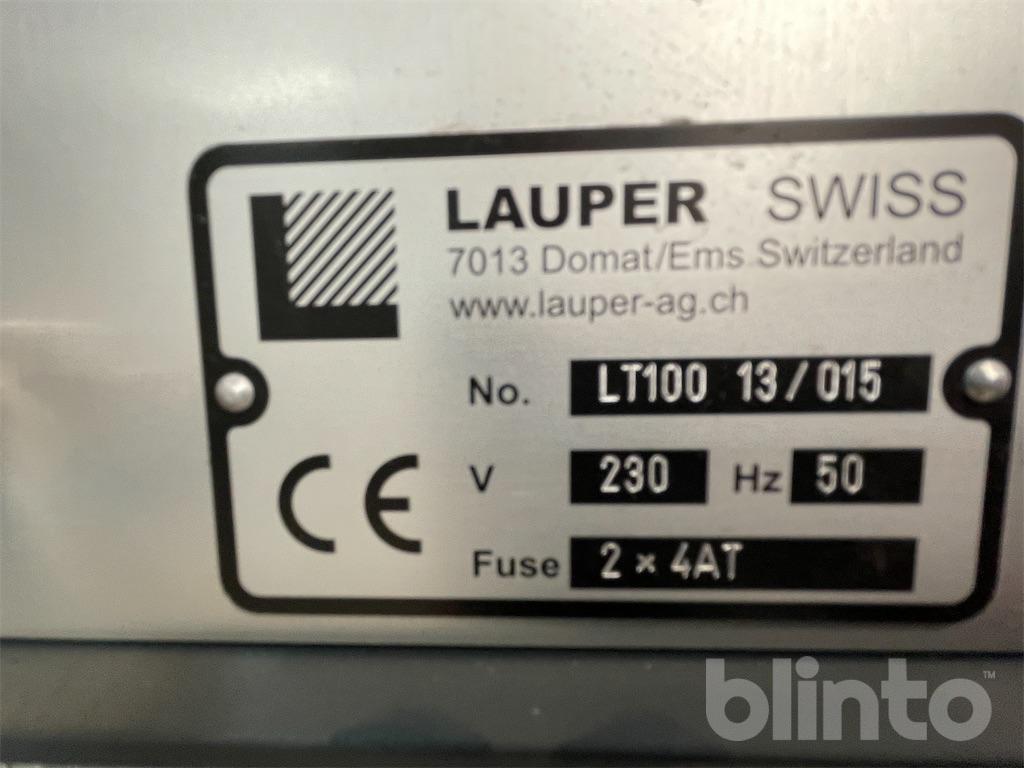 LAUPER SWISS
7013 Domat/Ems Switzerland
www.lauper-ag.ch
No. LT100 13/015
V 230 Hz 50
CE
Fuse 2 × 4AT
blinto™